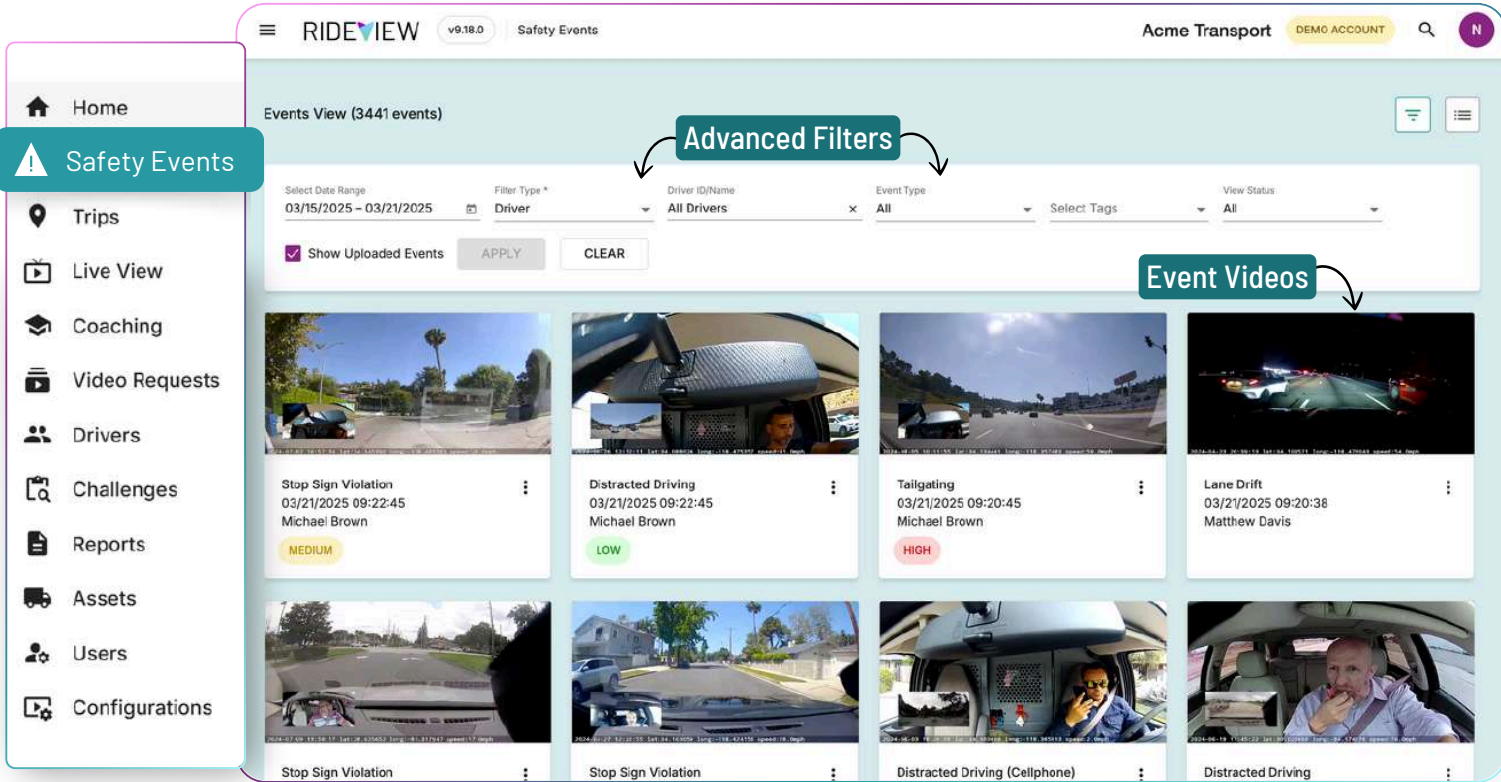 RIDEVIEW
v9.18.0
Safety Events
Acme Transport
DEMO ACCOUNT
N
Home
Safety Events
Trips
Live View
Coaching
Video Requests
Drivers
Challenges
Reports
Assets
Users
Configurations
Events View (3441 events)
Advanced Filters
Select Date Range
03/15/2025 – 03/21/2025
Filter Type *
Driver
Driver ID/Name
All Drivers
Event Type
All
Select Tags
View Status
All
Show Uploaded Events
APPLY
CLEAR
Event Videos
Stop Sign Violation
03/21/2025 09:22:45
Michael Brown
MEDIUM
Distracted Driving
03/21/2025 09:22:45
Michael Brown
LOW
Tailgating
03/21/2025 09:20:45
Michael Brown
HIGH
Lane Drift
03/21/2025 09:20:38
Matthew Davis
Stop Sign Violation
Stop Sign Violation
Distracted Driving (Cellphone)
Distracted Driving